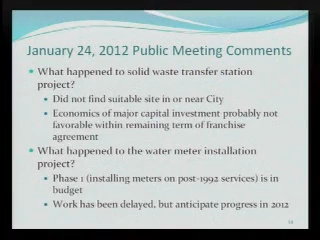 January 24, 2012 Public Meeting Comments
What happened to solid waste transfer station
project?
Did not find suitable site in or near City
Economics of major capital investment probably not
favorable within remaining term of franchise
agreement
What happened to the water meter installation
project?
Phase 1 (installing meters on post-1992 services) is in
budget
Work has been delayed, but anticipate progress in 2012